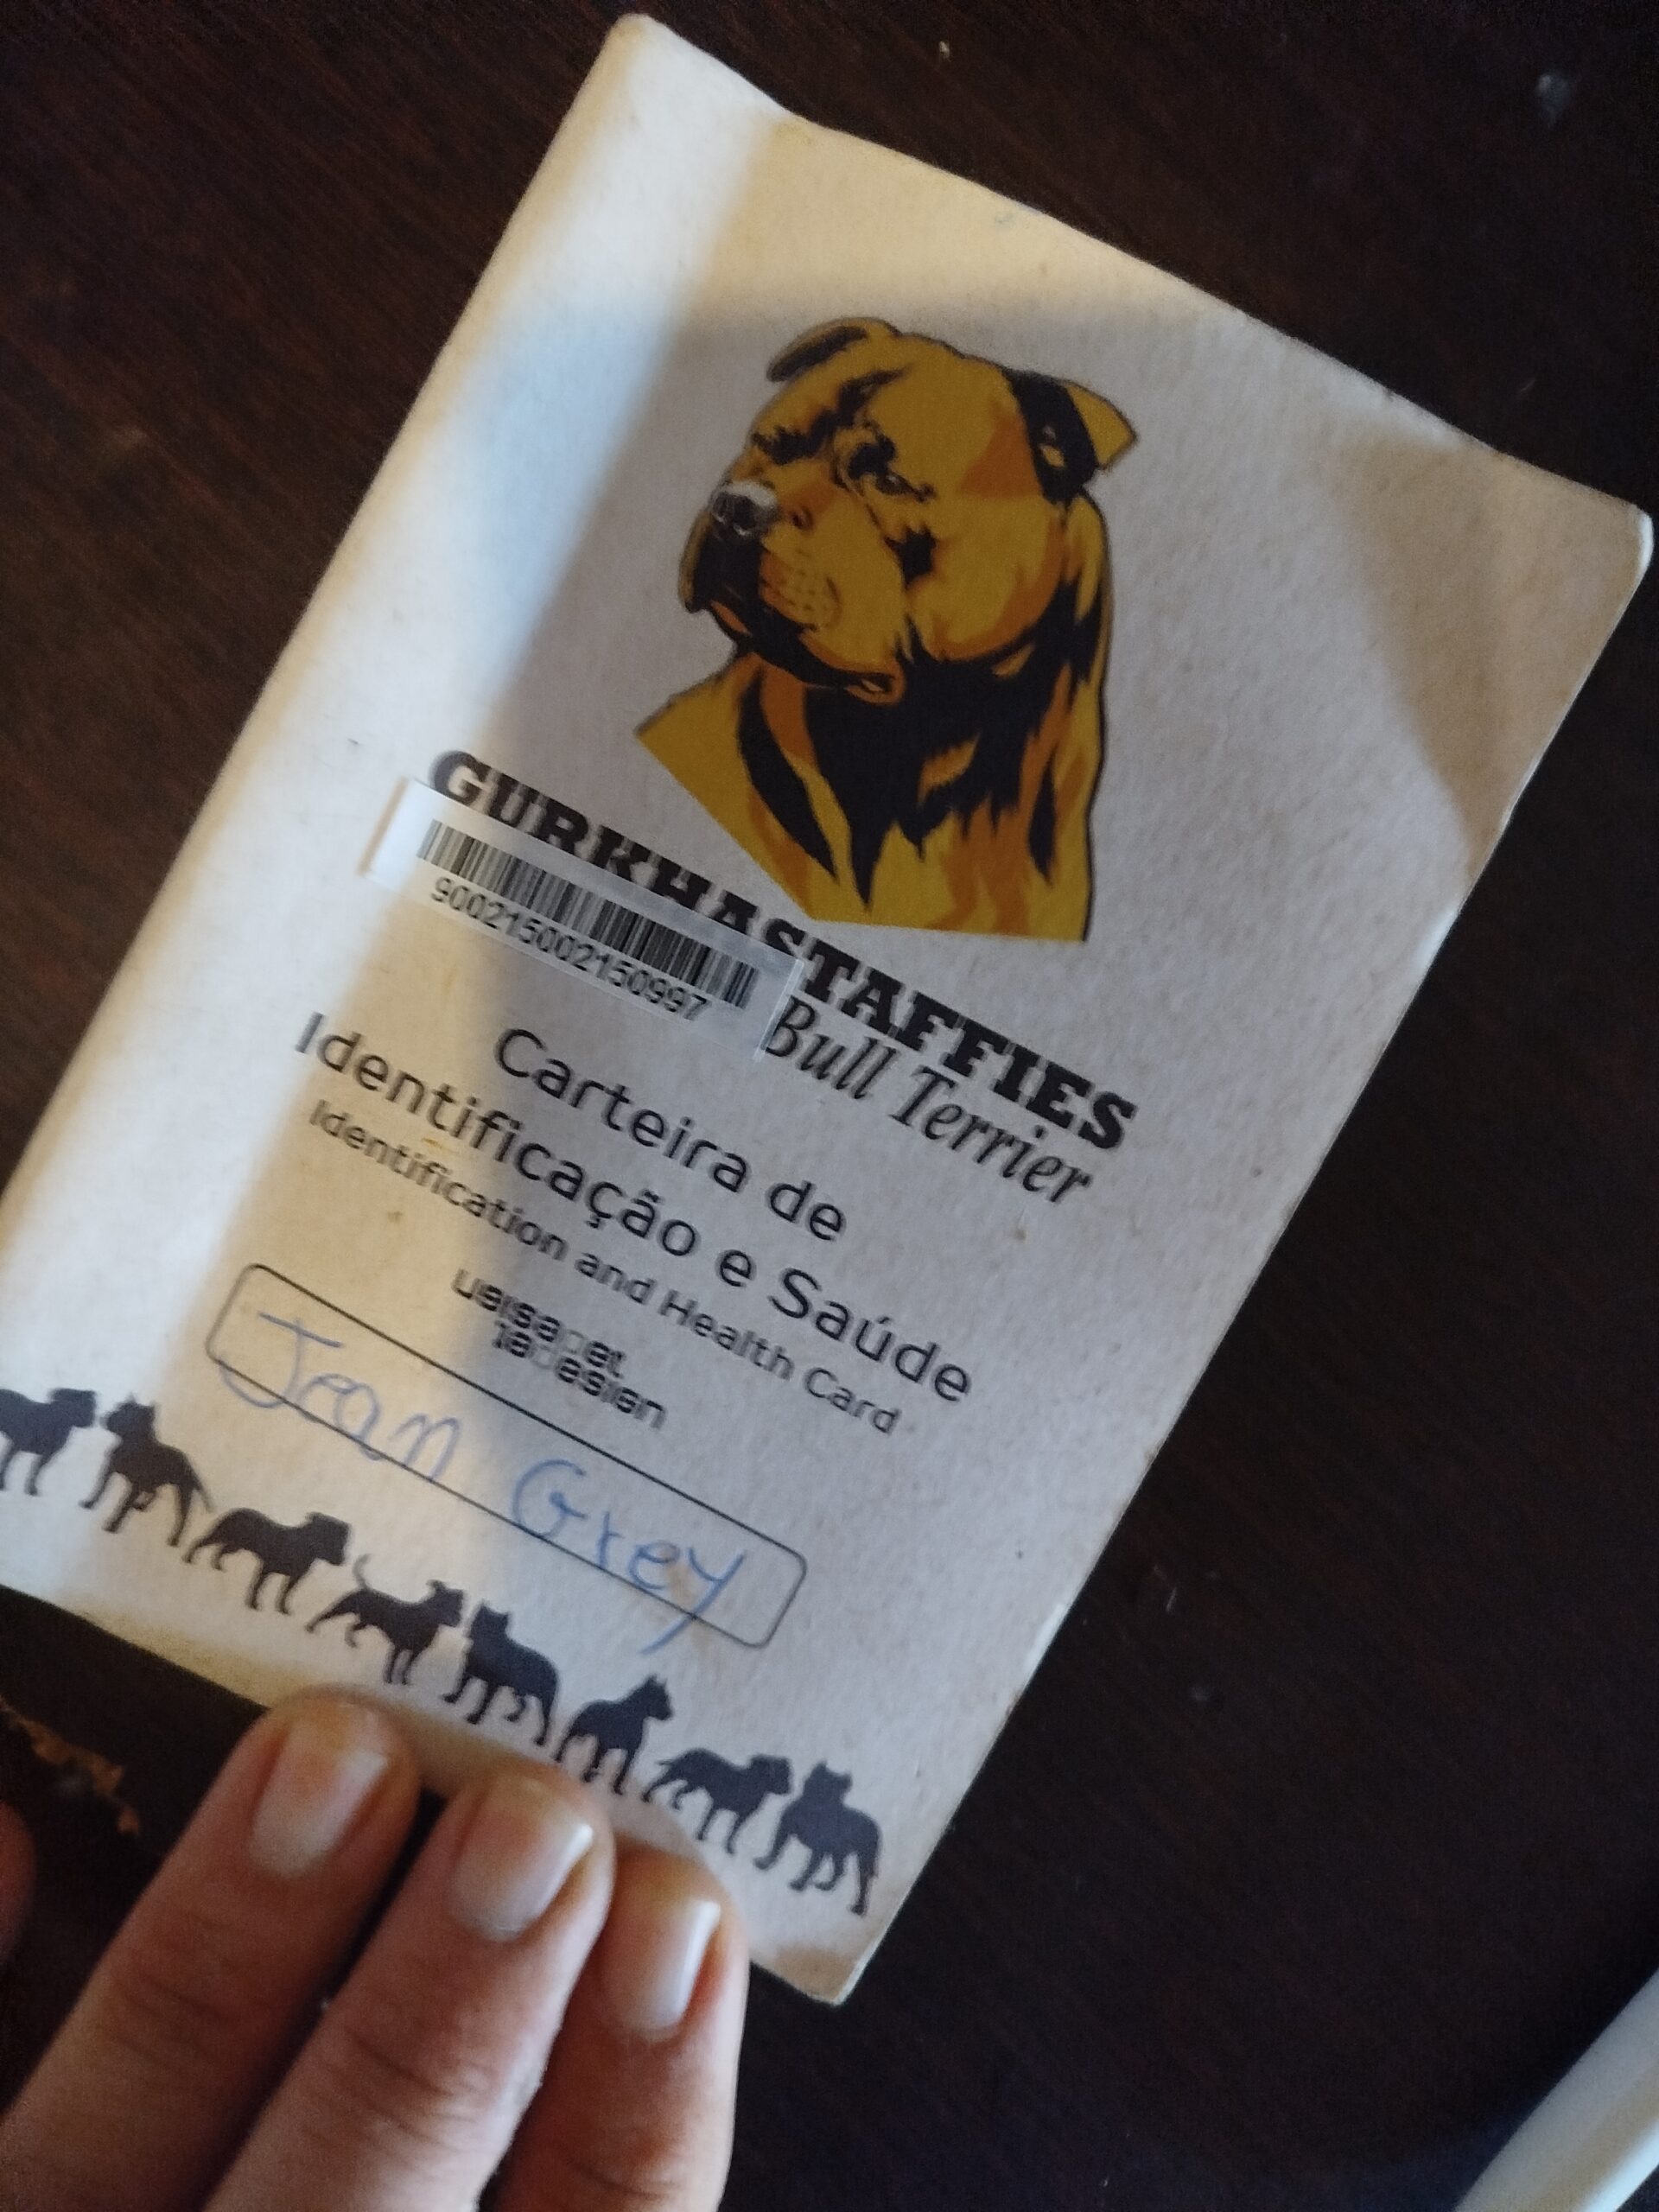 GURKHASTAFFIES
900215002150997
Bull Terrier
Carteira de
Identificação e Saúde
Identification and Health Card
Jean Grey